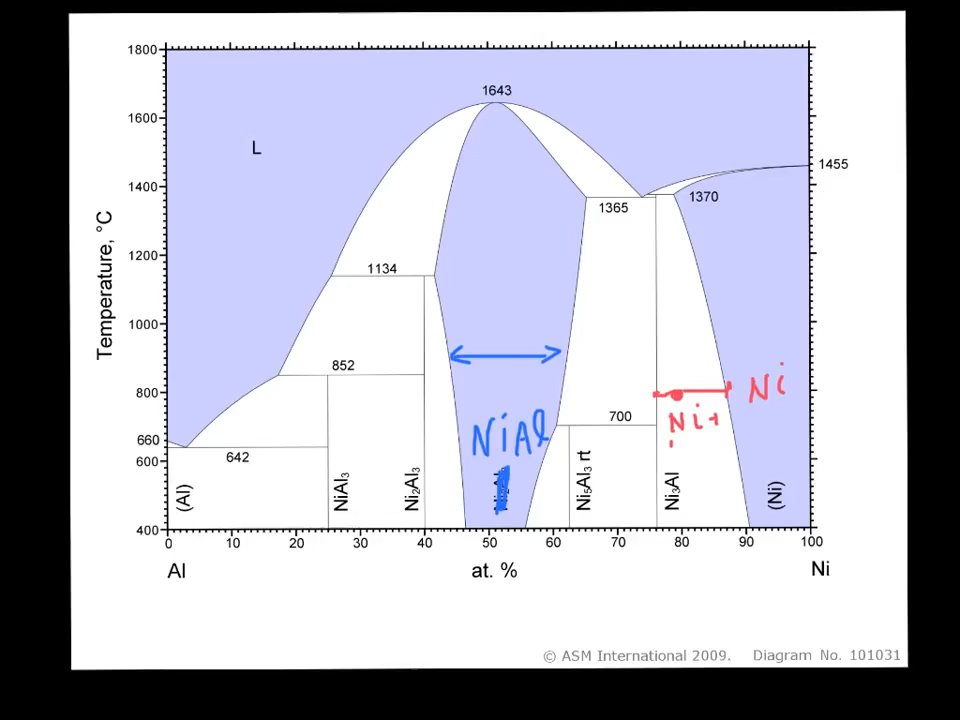 1800
1643
1600
L
1455
1400
1370
1365
1200
1134
Temperature, °C
1000
852
800
Ni
Ni+
700
660
NiAl
642
600
(Al)
NiAl₃
Ni₂Al₃
Ni₅Al₃ rt
Ni₃Al
(Ni)
400
0 10 20 30 40 50 60 70 80 90 100
Al at. % Ni
© ASM International 2009. Diagram No. 101031